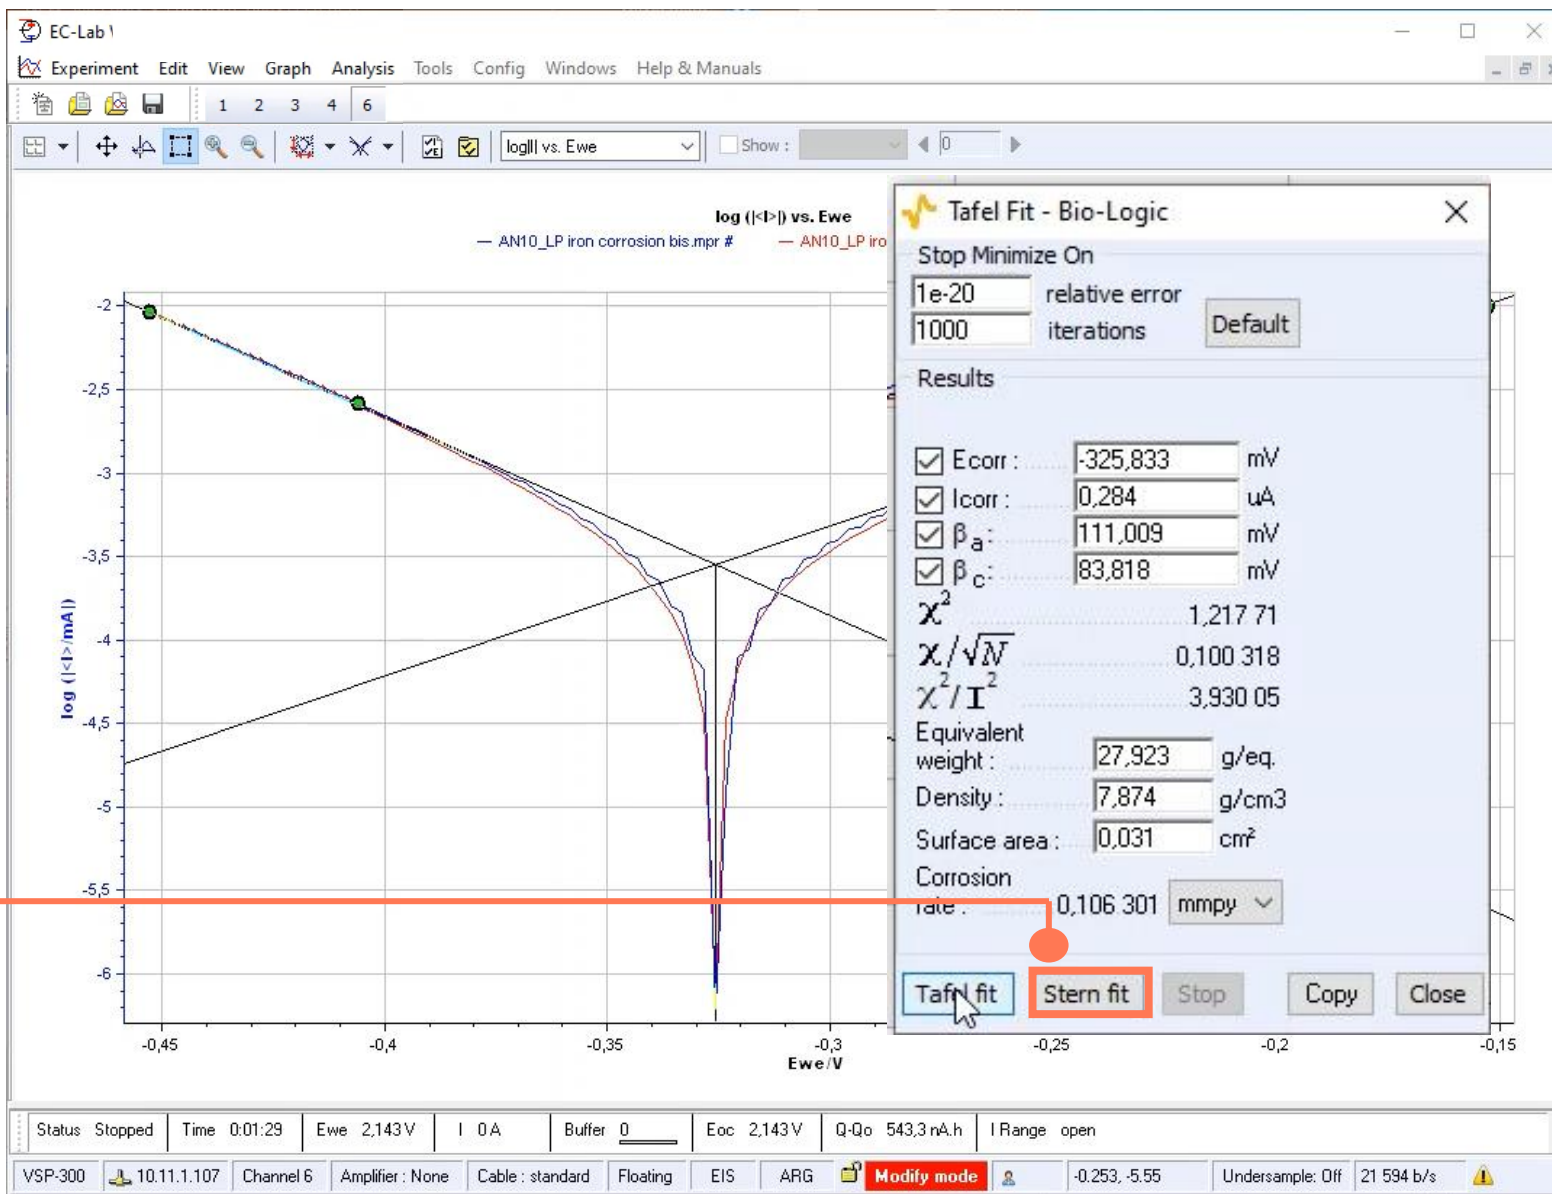 EC-Lab
Experiment Edit View Graph Analysis Tools Config Windows Help & Manuals
1 2 3 4 6
log|I| vs. Ewe Show : 0
log (|<I>|) vs. Ewe
AN10_LP iron corrosion bis.mpr # AN10_LP iro
-2
-2,5
-3
-3,5
-4
-4,5
-5
-5,5
-6
log (|<I>/mA|)
-0,45 -0,4 -0,35 -0,3 -0,25 -0,2 -0,15
Ewe/V
Tafel Fit - Bio-Logic
Stop Minimize On
1e-20 relative error
1000 iterations
Default
Results
Ecorr : -325,833 mV
Icorr : 0,284 uA
βa: 111,009 mV
βc: 83,818 mV
χ² 1,217 71
χ/√N 0,100 318
χ²/I² 3,930 05
Equivalent
weight : 27,923 g/eq.
Density : 7,874 g/cm3
Surface area : 0,031 cm²
Corrosion
rate : 0,106 301 mmpy
Tafel fit Stern fit Stop Copy Close
Status Stopped Time 0:01:29 Ewe 2,143 V I 0 A Buffer 0 Eoc 2,143 V Q-Qo 543,3 nA.h I Range open
VSP-300 10.11.1.107 Channel 6 Amplifier : None Cable : standard Floating EIS ARG Modify mode -0.253, -5.55 Undersample: Off 21 594 b/s